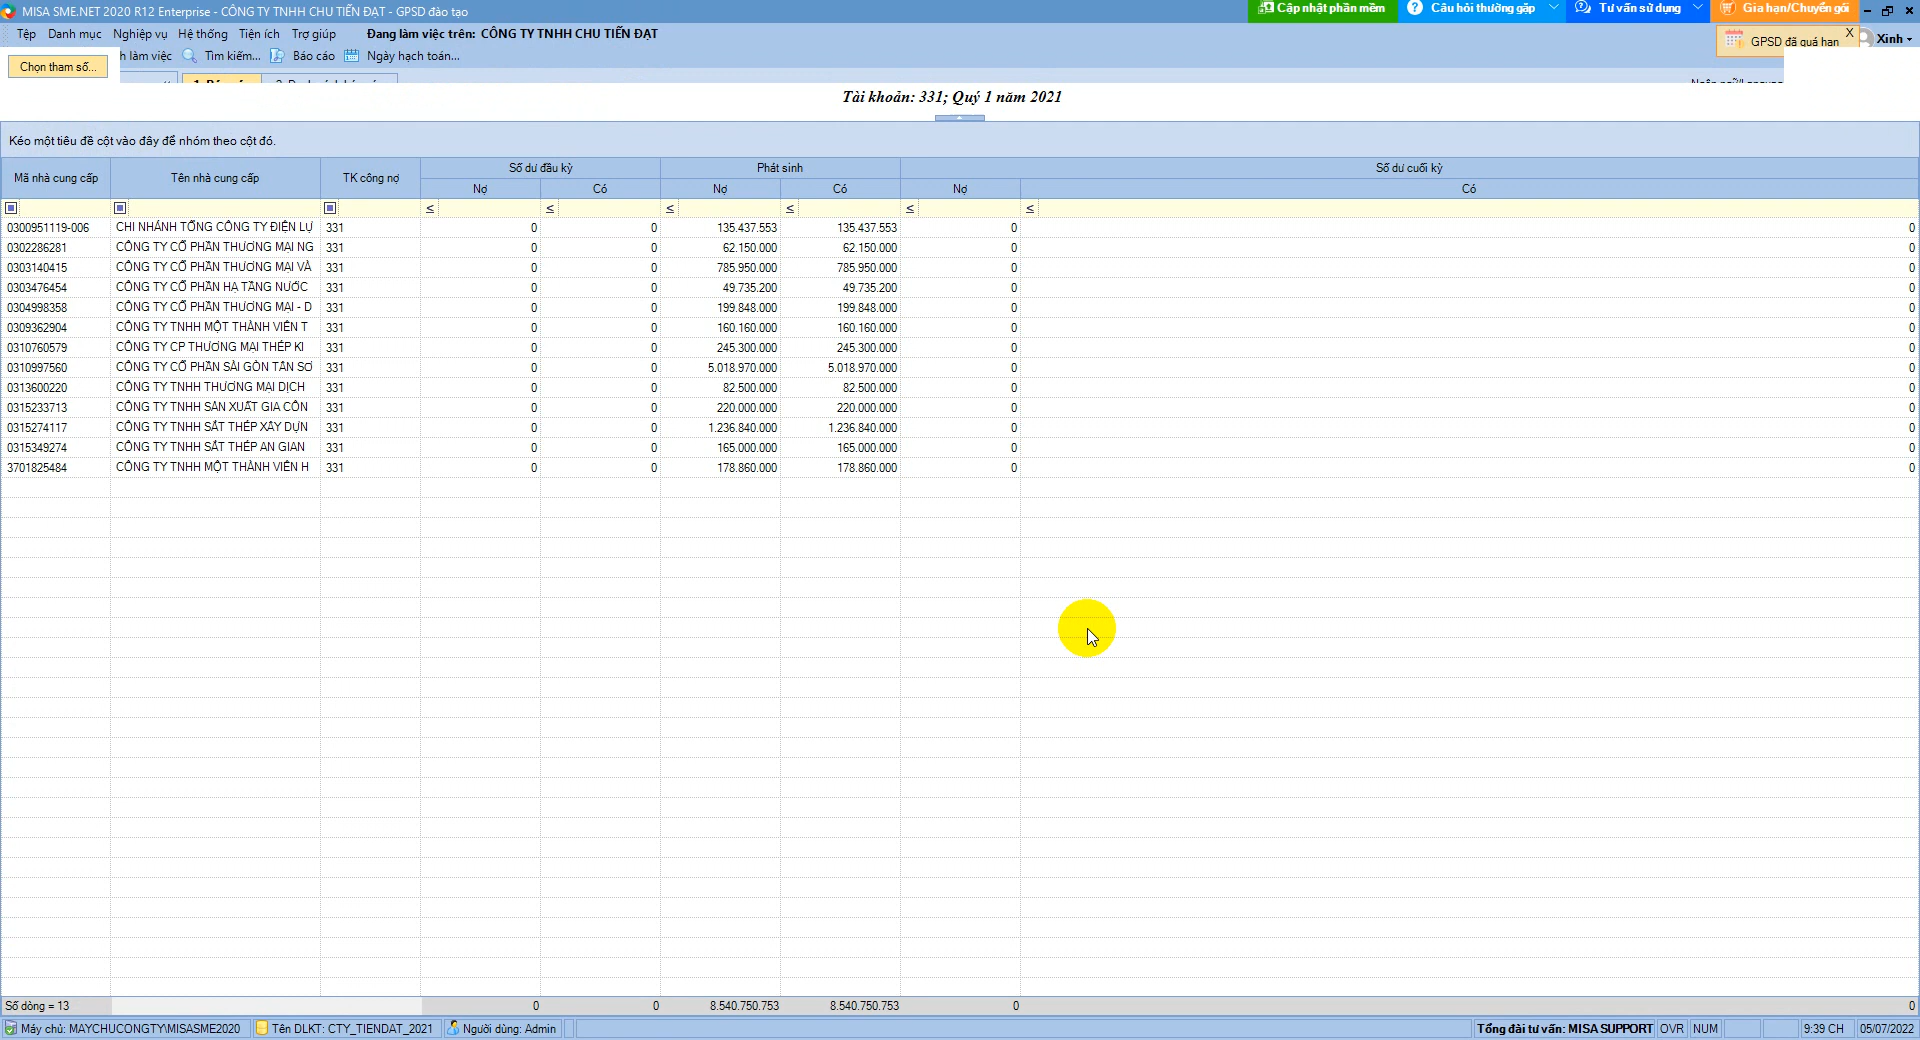 MISA SME.NET 2020 R12 Enterprise - CÔNG TY TNHH CHU TIẾN ĐẠT - GPSD đào tạo
Cập nhật phần mềm Câu hỏi thường gặp Tư vấn sử dụng Gia hạn/Chuyển gói
Tệp Danh mục Nghiệp vụ Hệ thống Tiện ích Trợ giúp Đang làm việc trên: CÔNG TY TNHH CHU TIẾN ĐẠT
GPSD đã quá hạn X Xinh
làm việc Tìm kiếm... Báo cáo Ngày hạch toán...
Chọn tham số...
Tài khoản: 331; Quý 1 năm 2021
Kéo một tiêu đề cột vào đây để nhóm theo cột đó.
Mã nhà cung cấp Tên nhà cung cấp TK công nợ Số dư đầu kỳ Phát sinh Số dư cuối kỳ
Nợ Có Nợ Có Nợ Có
≤ ≤ ≤ ≤ ≤ ≤
0300951119-006 CHI NHÁNH TỔNG CÔNG TY ĐIỆN LỰ 331 0 0 135.437.553 135.437.553 0 0
0302286281 CÔNG TY CỔ PHẦN THƯƠNG MẠI NG 331 0 0 62.150.000 62.150.000 0 0
0303140415 CÔNG TY CỔ PHẦN THƯƠNG MẠI VÀ 331 0 0 785.950.000 785.950.000 0 0
0303476454 CÔNG TY CỔ PHẦN HẠ TẦNG NƯỚC 331 0 0 49.735.200 49.735.200 0 0
0304998358 CÔNG TY CỔ PHẦN THƯƠNG MẠI - D 331 0 0 199.848.000 199.848.000 0 0
0309362904 CÔNG TY TNHH MỘT THÀNH VIÊN T 331 0 0 160.160.000 160.160.000 0 0
0310760579 CÔNG TY CP THƯƠNG MẠI THÉP KI 331 0 0 245.300.000 245.300.000 0 0
0310997560 CÔNG TY CỔ PHẦN SÀI GÒN TÂN SƠ 331 0 0 5.018.970.000 5.018.970.000 0 0
0313600220 CÔNG TY TNHH THƯƠNG MẠI DỊCH 331 0 0 82.500.000 82.500.000 0 0
0315233713 CÔNG TY TNHH SẢN XUẤT GIA CÔN 331 0 0 220.000.000 220.000.000 0 0
0315274117 CÔNG TY TNHH SẮT THÉP XÂY DỰN 331 0 0 1.236.840.000 1.236.840.000 0 0
0315349274 CÔNG TY TNHH SẮT THÉP AN GIAN 331 0 0 165.000.000 165.000.000 0 0
3701825484 CÔNG TY TNHH MỘT THÀNH VIÊN H 331 0 0 178.860.000 178.860.000 0 0
Số dòng = 13 0 0 8.540.750.753 8.540.750.753 0 0
Máy chủ: MAYCHUCONGTY\MISASME2020 Tên DLKT: CTY_TIENDAT_2021 Người dùng: Admin Tổng đài tư vấn: MISA SUPPORT OVR NUM 9:39 CH 05/07/2022